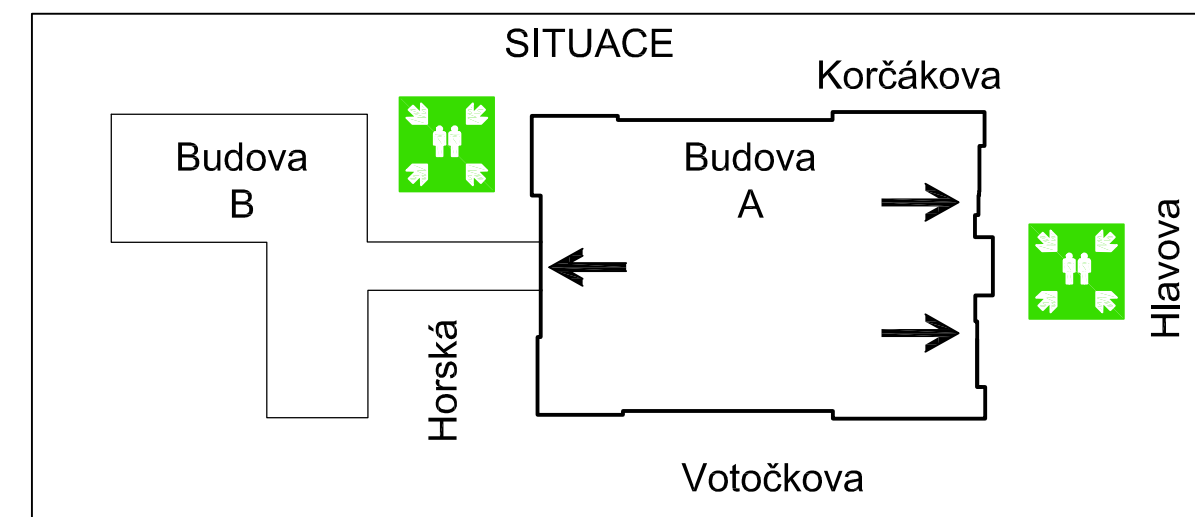 SITUACE
Korčákova
Budova
B
Budova
A
Hlavova
Horská
Votočkova